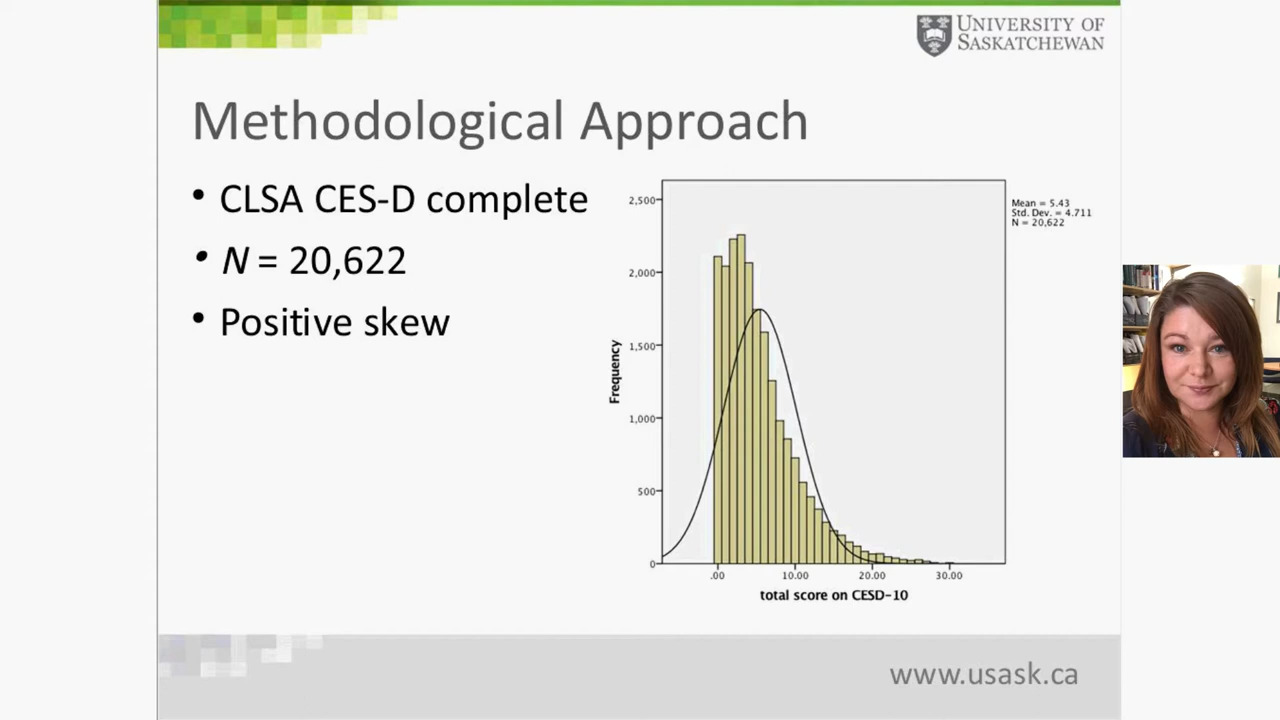 UNIVERSITY OF
SASKATCHEWAN
Methodological Approach
• CLSA CES-D complete
• N = 20,622
• Positive skew
Mean = 5.43
Std. Dev. = 4.711
N = 20,622
Frequency
2,500
2,000
1,500
1,000
500
0
.00 10.00 20.00 30.00
total score on CESD-10
www.usask.ca